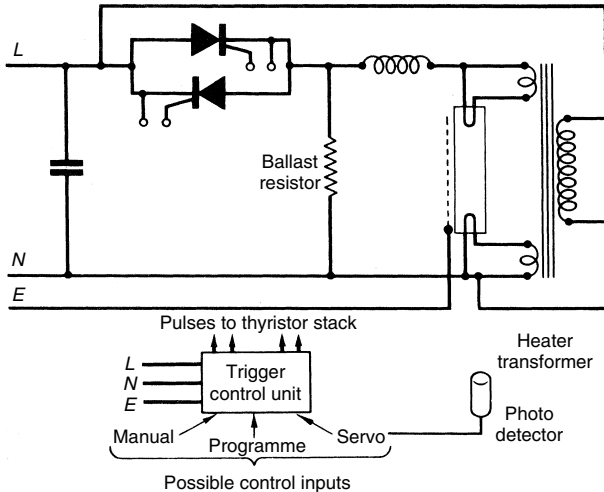 L
Ballast
resistor
N
E
Pulses to thyristor stack
Heater
transformer
L
N
E
Trigger
control unit
Photo
detector
Manual
Programme
Servo
Possible control inputs